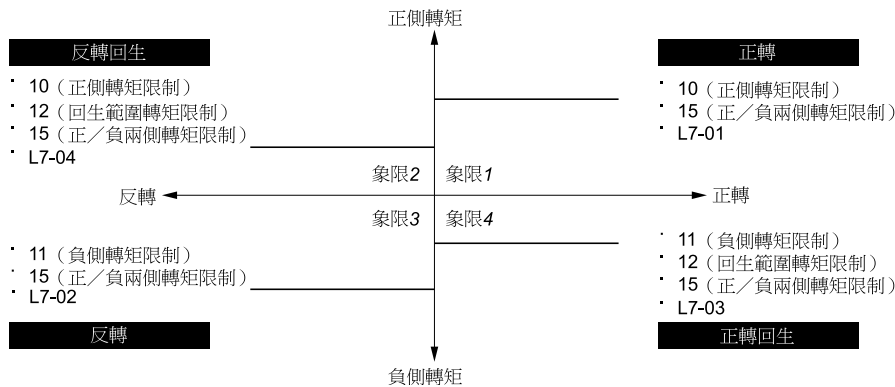 正側轉矩
反轉回生
10（正側轉矩限制）
12（回生範圍轉矩限制）
15（正／負兩側轉矩限制）
L7-04
正轉
10（正側轉矩限制）
15（正／負兩側轉矩限制）
L7-01
象限2
象限1
反轉
正轉
象限3
象限4
11（負側轉矩限制）
15（正／負兩側轉矩限制）
L7-02
反轉
11（負側轉矩限制）
12（回生範圍轉矩限制）
15（正／負兩側轉矩限制）
L7-03
正轉回生
負側轉矩